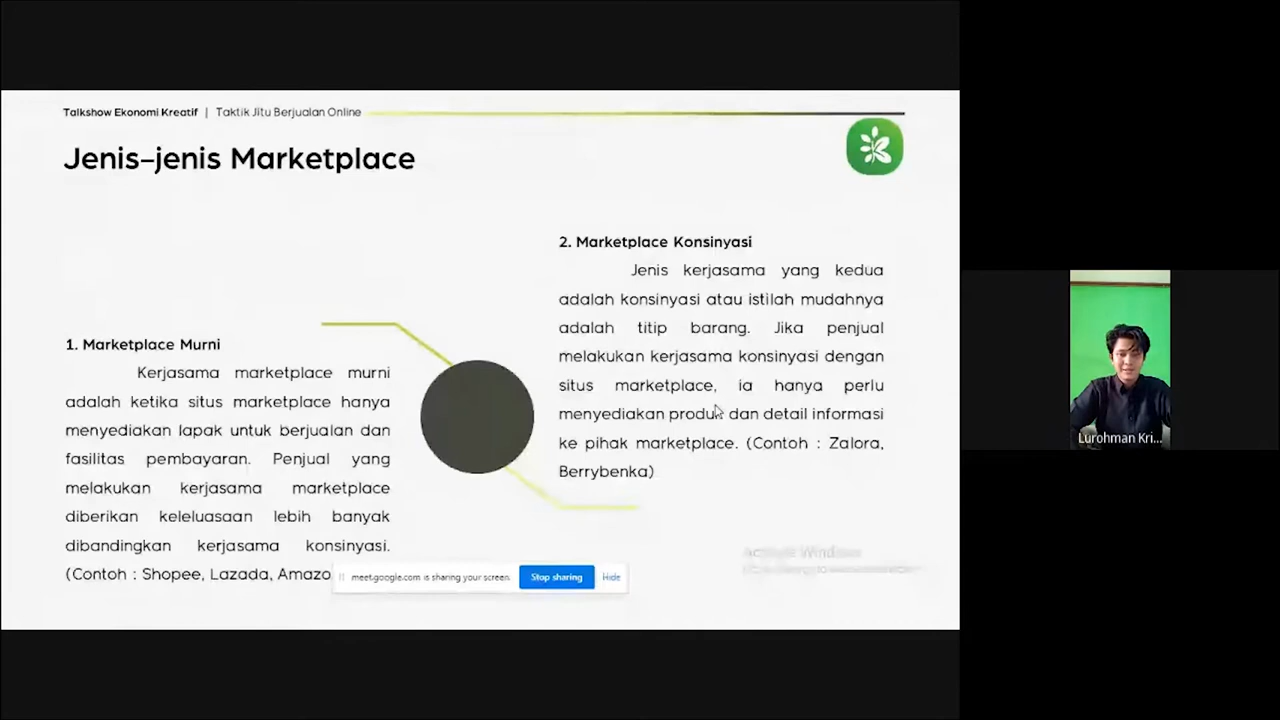 Talkshow Ekonomi Kreatif | Taktik Jitu Berjualan Online
Jenis-jenis Marketplace
1. Marketplace Murni
Kerjasama marketplace murni
adalah ketika situs marketplace hanya
menyediakan lapak untuk berjualan dan
fasilitas pembayaran. Penjual yang
melakukan kerjasama marketplace
diberikan keleluasaan lebih banyak
dibandingkan kerjasama konsinyasi.
(Contoh : Shopee, Lazada, Amazo
2. Marketplace Konsinyasi
Jenis kerjasama yang kedua
adalah konsinyasi atau istilah mudahnya
adalah titip barang. Jika penjual
melakukan kerjasama konsinyasi dengan
situs marketplace, ia hanya perlu
menyediakan produk dan detail informasi
ke pihak marketplace. (Contoh : Zalora,
Berrybenka)
meet.google.com is sharing your screen.
Stop sharing
Hide
Activate Windows
Lurohman Kri...